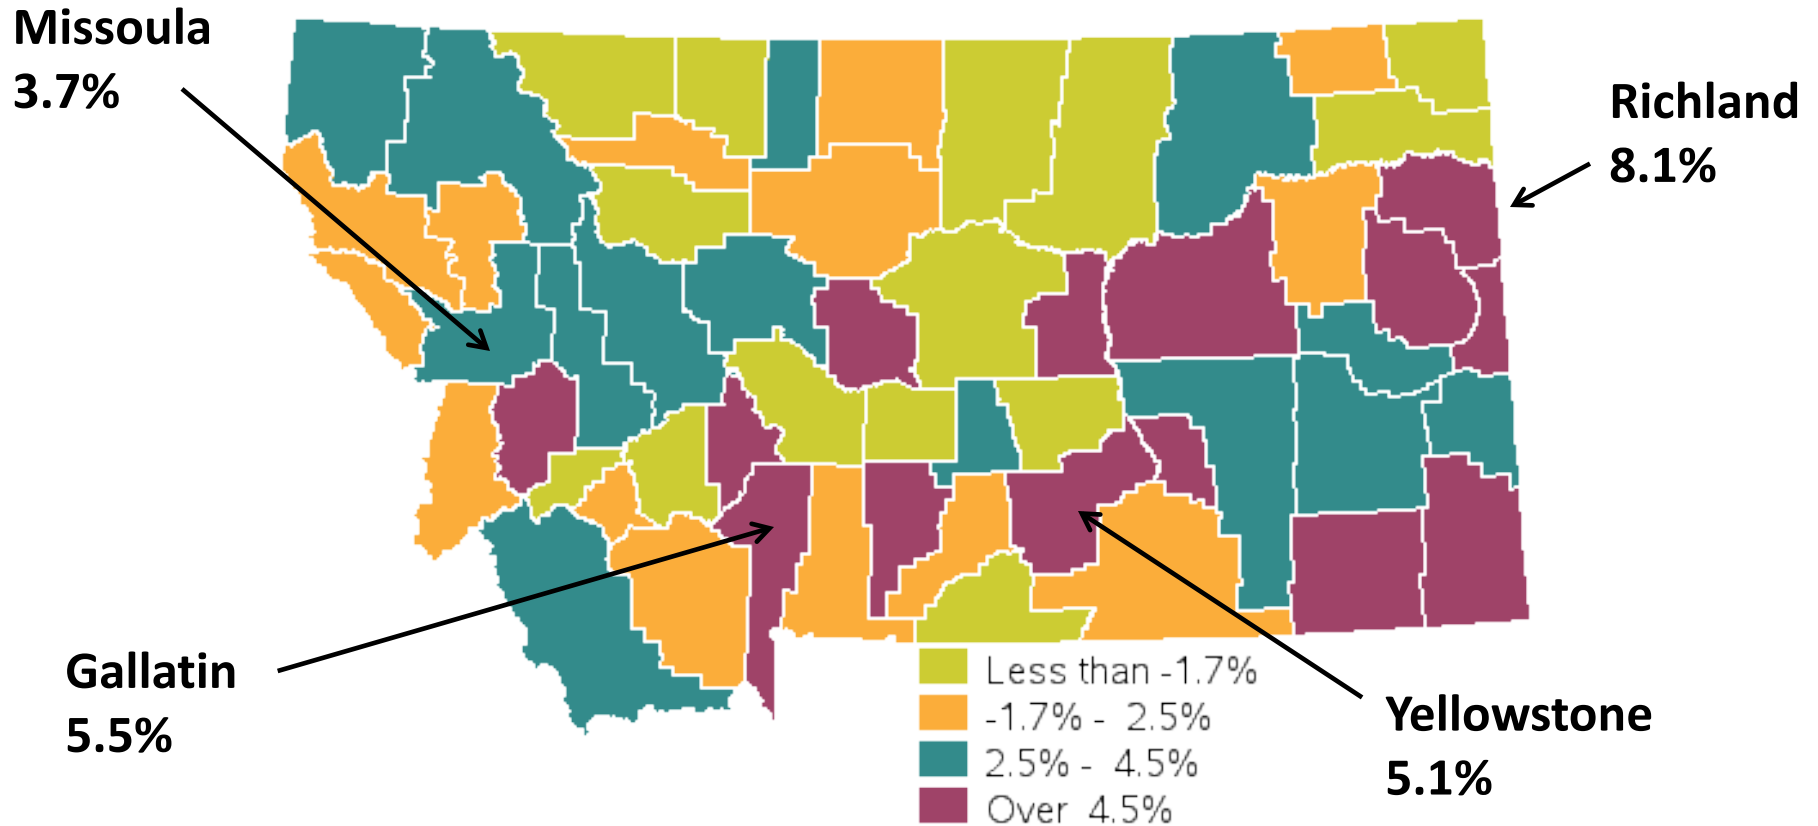 Missoula
3.7%
Richland
8.1%
Gallatin
5.5%
Less than -1.7%
-1.7% - 2.5%
2.5% - 4.5%
Over 4.5%
Yellowstone
5.1%